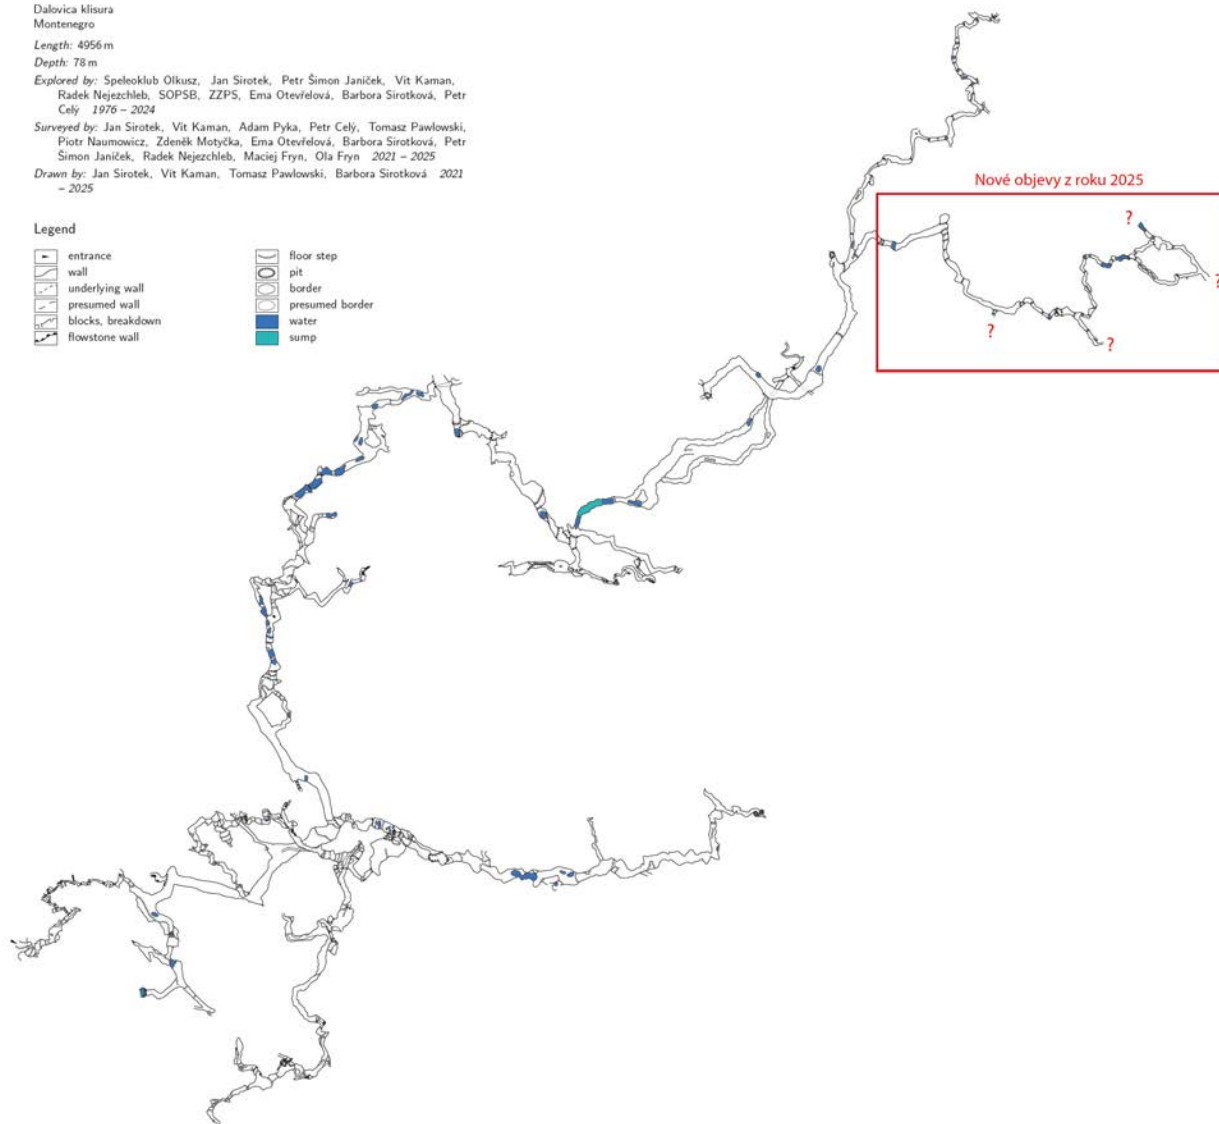 Dalovica klisura
Montenegro
Length: 4956 m
Depth: 78 m
Explored by: Speleoklub Olkusz, Jan Sirotek, Petr Šimon Janíček, Vít Kaman,
Radek Nejezchleb, SOPSB, ZZPS, Ema Otevřelová, Barbora Sirotková, Petr
Celý 1976 – 2024
Surveyed by: Jan Sirotek, Vít Kaman, Adam Pyka, Petr Celý, Tomasz Pawlowski,
Piotr Naumowicz, Zdeněk Motyčka, Ema Otevřelová, Barbora Sirotková, Petr
Šimon Janíček, Radek Nejezchleb, Maciej Fryn, Ola Fryn 2021 – 2025
Drawn by: Jan Sirotek, Vít Kaman, Tomasz Pawlowski, Barbora Sirotková 2021
– 2025
Legend
entrance
wall
underlying wall
presumed wall
blocks, breakdown
flowstone wall
floor step
pit
border
presumed border
water
sump
Nové objevy z roku 2025
?
?
?
?